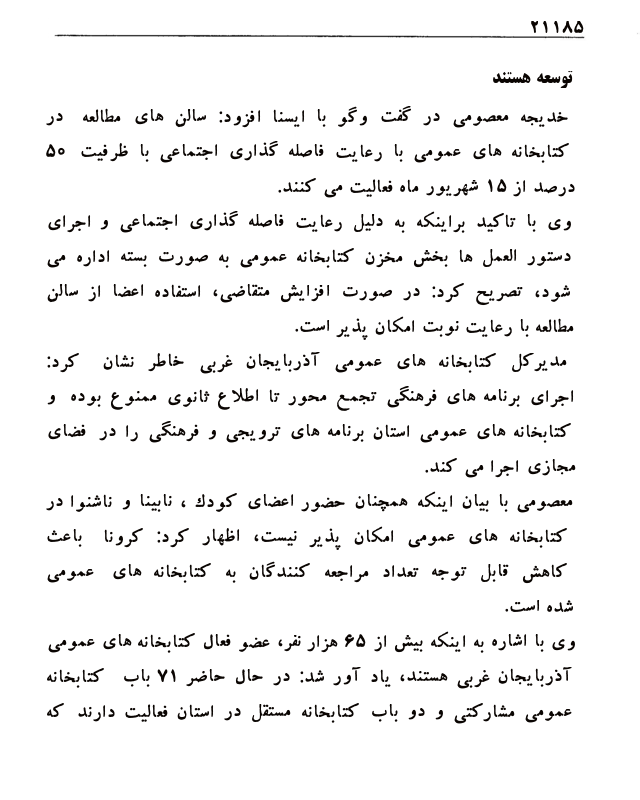 ۲۱۱۸۵
توسعه هستند
خدیجه معصومی در گفت وگو با ایسنا افزود: سالن های مطالعه در
کتابخانه های عمومی با رعایت فاصله گذاری اجتماعی با ظرفیت ۵۰
درصد از ۱۵ شهریور ماه فعالیت می کنند.
وی با تاکید براینکه به دلیل رعایت فاصله گذاری اجتماعی و اجرای
دستور العمل ها بخش مخزن کتابخانه عمومی به صورت بسته اداره می
شود، تصریح کرد: در صورت افزایش متقاضی، استفاده اعضا از سالن
مطالعه با رعایت نوبت امکان پذیر است.
مدیرکل کتابخانه های عمومی آذربایجان غربی خاطر نشان کرد:
اجرای برنامه های فرهنگی تجمع محور تا اطلاع ثانوی ممنوع بوده و
کتابخانه های عمومی استان برنامه های ترویجی و فرهنگی را در فضای
مجازی اجرا می کند.
معصومی با بیان اینکه همچنان حضور اعضای کودك ، نابینا و ناشنوا در
کتابخانه های عمومی امکان پذیر نیست، اظهار کرد: کرونا باعث
کاهش قابل توجه تعداد مراجعه کنندگان به کتابخانه های عمومی
شده است.
وی با اشاره به اینکه بیش از ۶۵ هزار نفر، عضو فعال کتابخانه های عمومی
آذربایجان غربی هستند، یاد آور شد: در حال حاضر ۷۱ باب کتابخانه
عمومی مشارکتی و دو باب کتابخانه مستقل در استان فعالیت دارند که